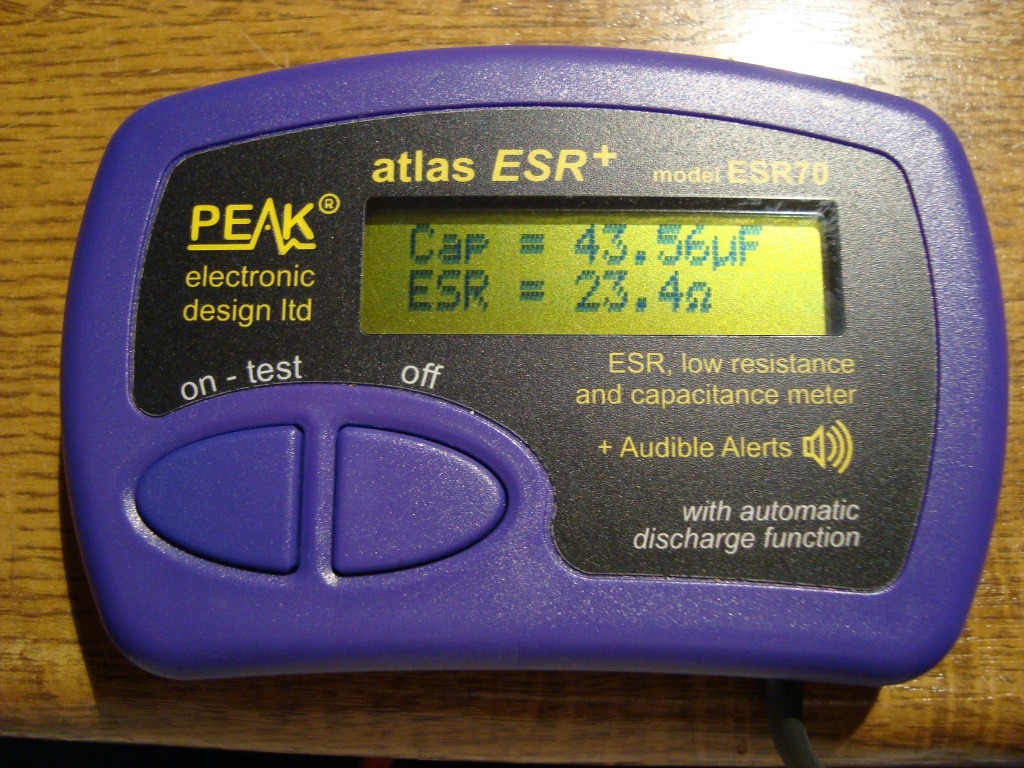 atlas ESR+
model ESR70
PEAK®
electronic
design ltd
Cap = 43.56µF
ESR = 23.4Ω
on - test
off
ESR, low resistance
and capacitance meter
+ Audible Alerts
with automatic
discharge function